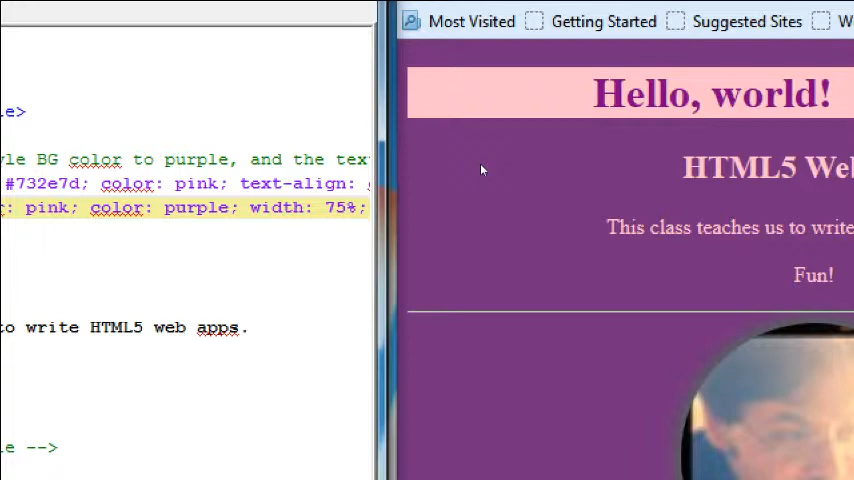 le>
yle BG color to purple, and the tex
#732e7d; color: pink; text-align:
r: pink; color: purple; width: 75%;
to write HTML5 web apps.
le -->
Most Visited Getting Started Suggested Sites W
Hello, world!
HTML5 Web
This class teaches us to write
Fun!